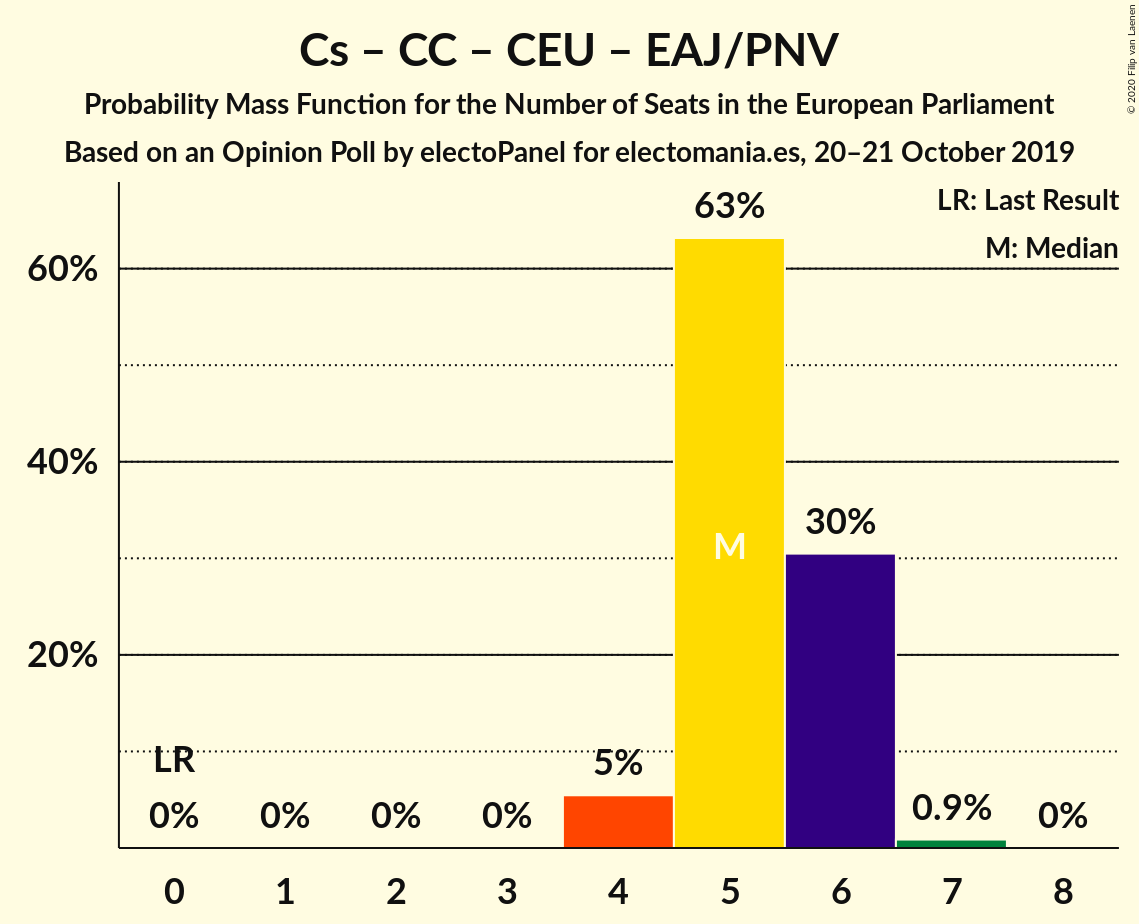 Cs – CC – CEU – EAJ/PNV
Probability Mass Function for the Number of Seats in the European Parliament
Based on an Opinion Poll by electoPanel for electomania.es, 20–21 October 2019
© 2020 Filip van Laenen
LR: Last Result
M: Median
63%
60%
40%
M
30%
20%
LR
0%
0%
0%
0%
5%
0.9%
0%
0 1 2 3 4 5 6 7 8